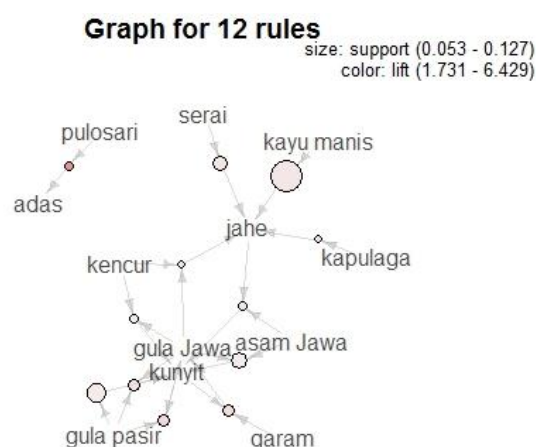 Graph for 12 rules
size: support (0.053 - 0.127)
color: lift (1.731 - 6.429)
serai
pulosari
kayu manis
adas
jahe
kencur
kapulaga
gula Jawa
asam Jawa
kunyit
gula pasir
garam